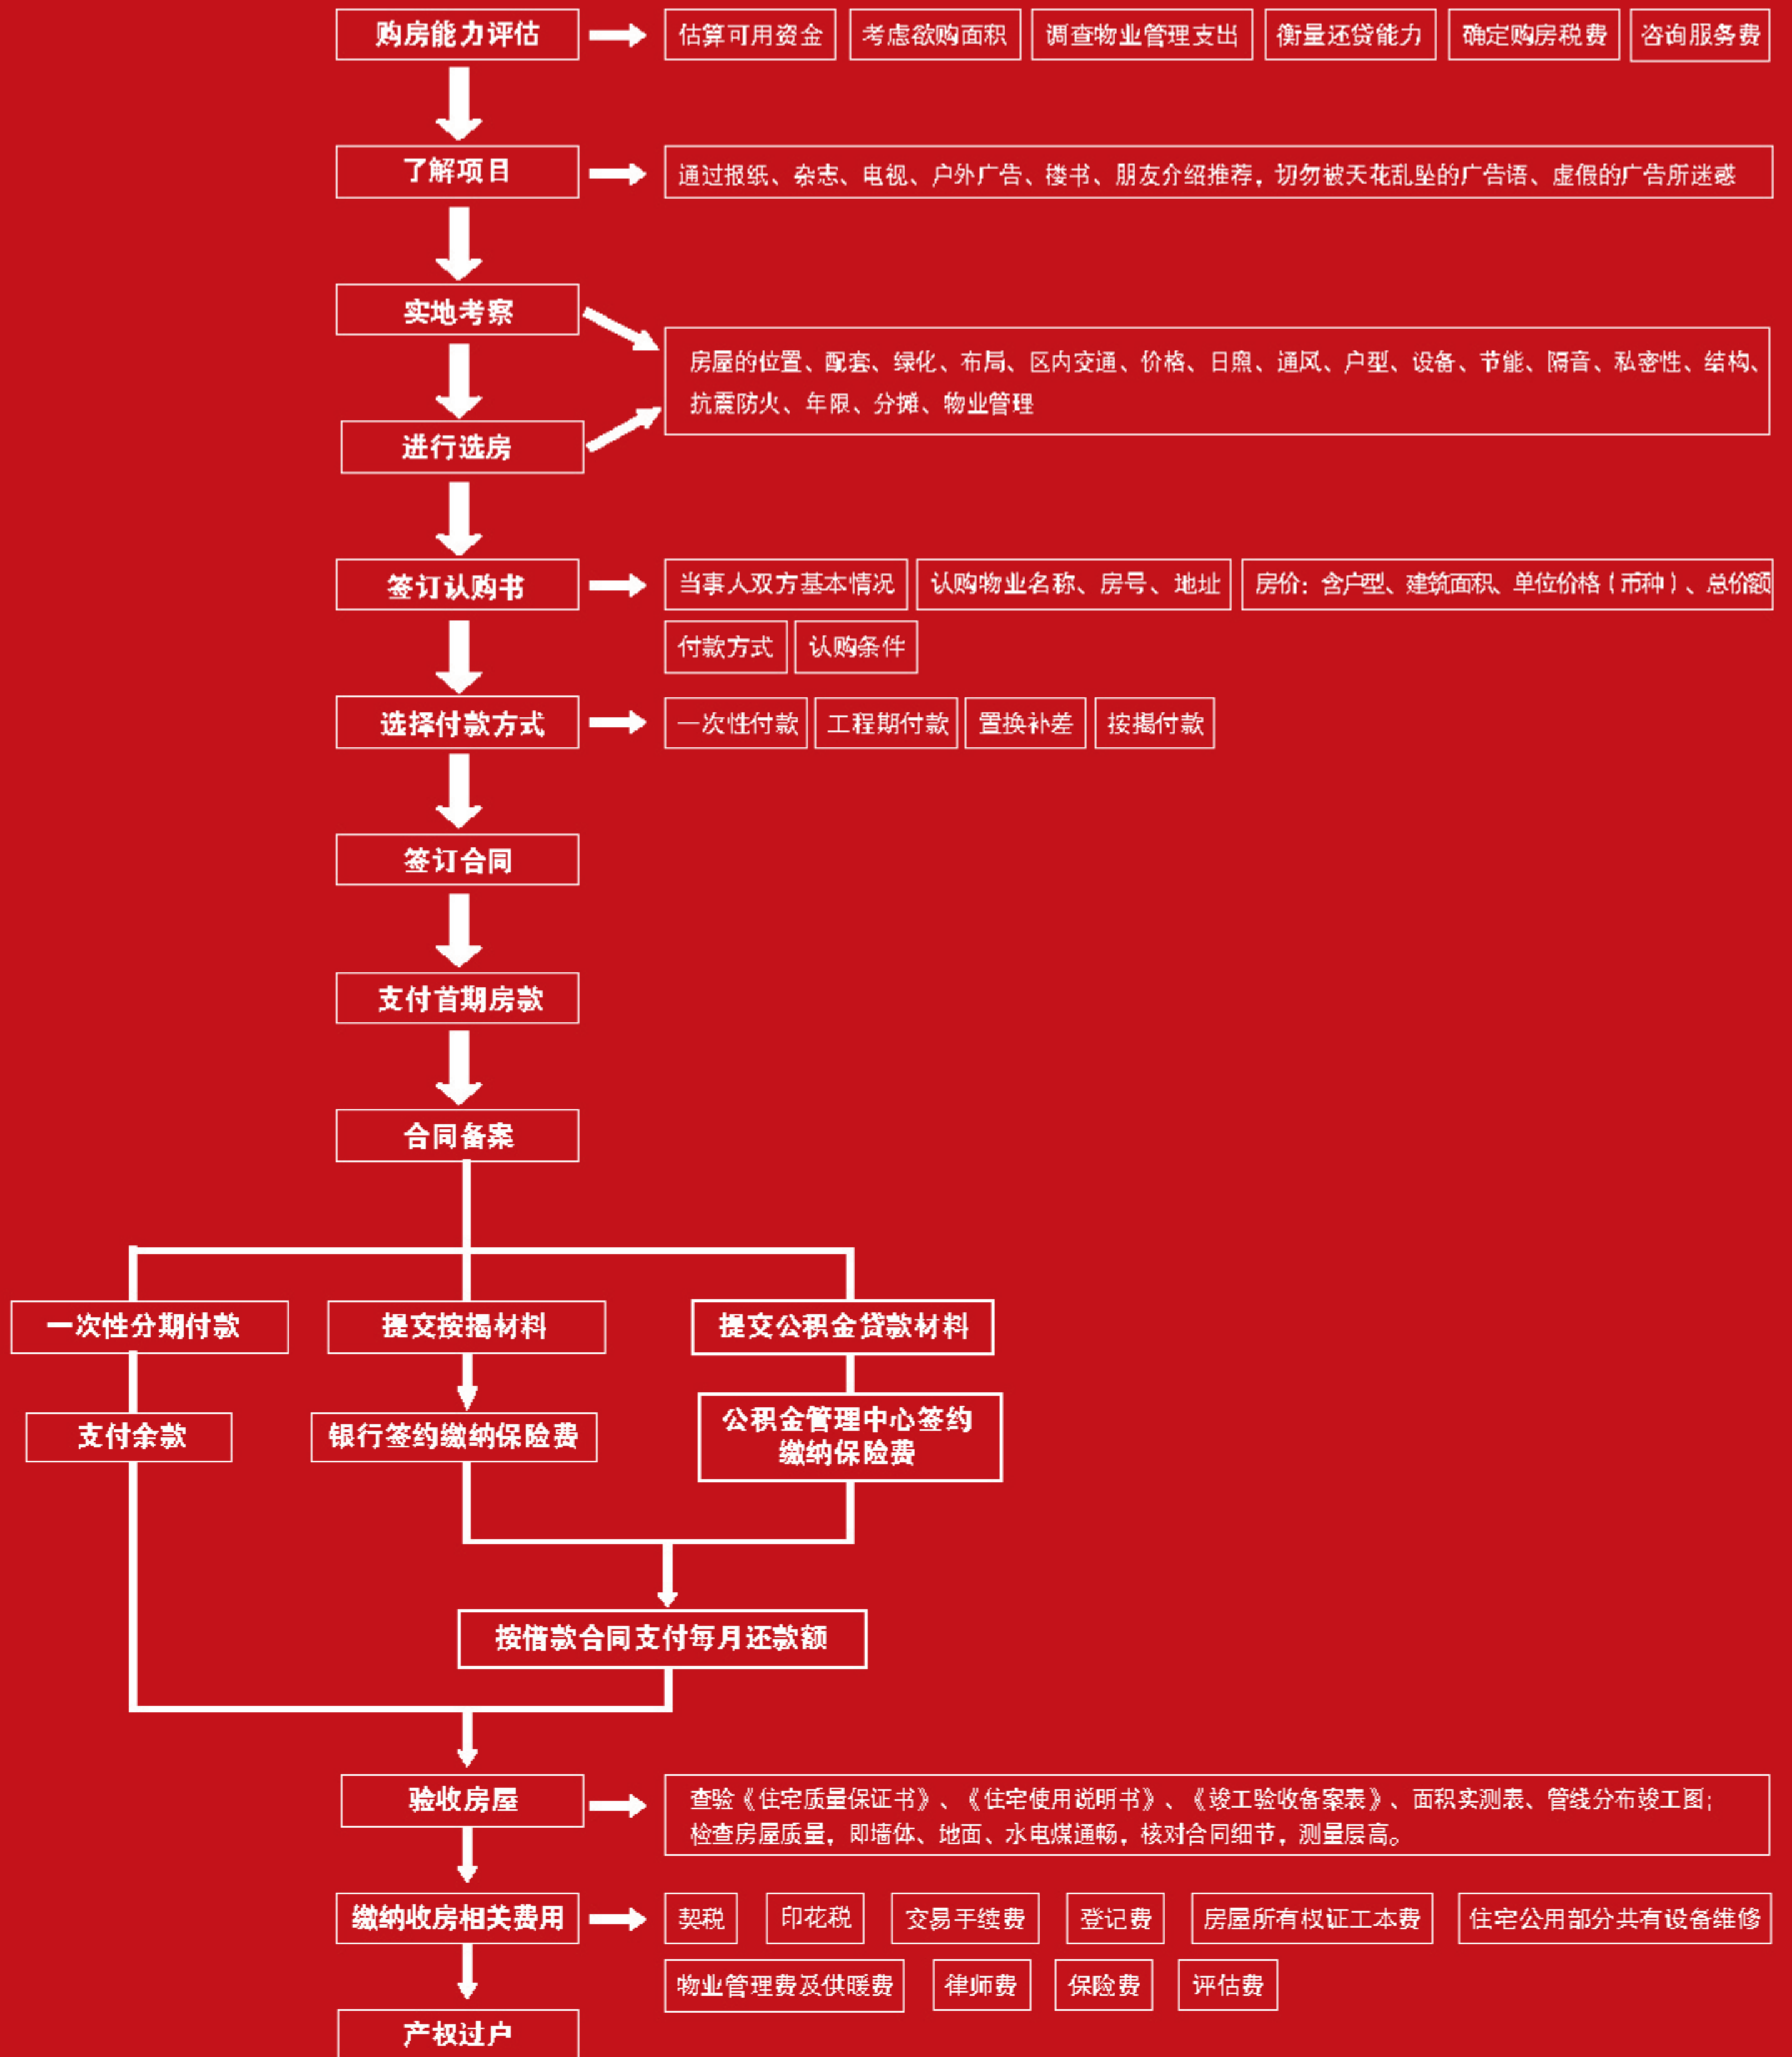 购房能力评估
估算可用资金
考虑欲购面积
调查物业管理支出
衡量还贷能力
确定购房税费
咨询服务费
了解项目
通过报纸、杂志、电视、户外广告、楼书、朋友介绍推荐，切勿被天花乱坠的广告语、虚假的广告所迷惑
实地考察
房屋的位置、配套、绿化、布局、区内交通、价格、日照、通风、户型、设备、节能、隔音、私密性、结构、
抗震防火、年限、分摊、物业管理
进行选房
签订认购书
当事人双方基本情况
认购物业名称、房号、地址
房价：含户型、建筑面积、单位价格（币种）、总价额
付款方式
认购条件
选择付款方式
一次性付款
工程期付款
置换补差
按揭付款
签订合同
支付首期房款
合同备案
一次性分期付款
提交按揭材料
提交公积金贷款材料
支付余款
银行签约缴纳保险费
公积金管理中心签约
缴纳保险费
按借款合同支付每月还款额
验收房屋
查验《住宅质量保证书》、《住宅使用说明书》、《竣工验收备案表》、面积实测表、管线分布竣工图；
检查房屋质量，即墙体、地面、水电煤通畅，核对合同细节，测量层高。
缴纳收房相关费用
契税
印花税
交易手续费
登记费
房屋所有权证工本费
住宅公用部分共有设备维修
物业管理费及供暖费
律师费
保险费
评估费
产权过户